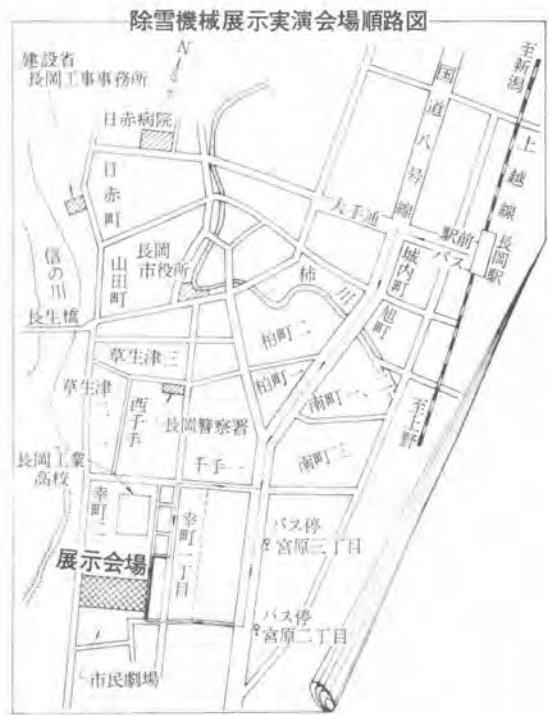 除雪機械展示実演会場順路図
N
建設省
長岡工事事務所
日赤病院
至新潟
国道八号線
上越線
日赤町
大手通
駅前
バス
長岡駅
城内町
長岡
市役所
山田町
信の川
柿川
旭町
長生橋
柏町二
草生津三
柏町一
草生津
西千手
長岡警察署
南町一、二
至上野
千手一
南町三
長岡工業
高校
幸町二
幸町一丁目
バス停
宮原三丁目
展示会場
バス停
宮原二丁目
市民劇場